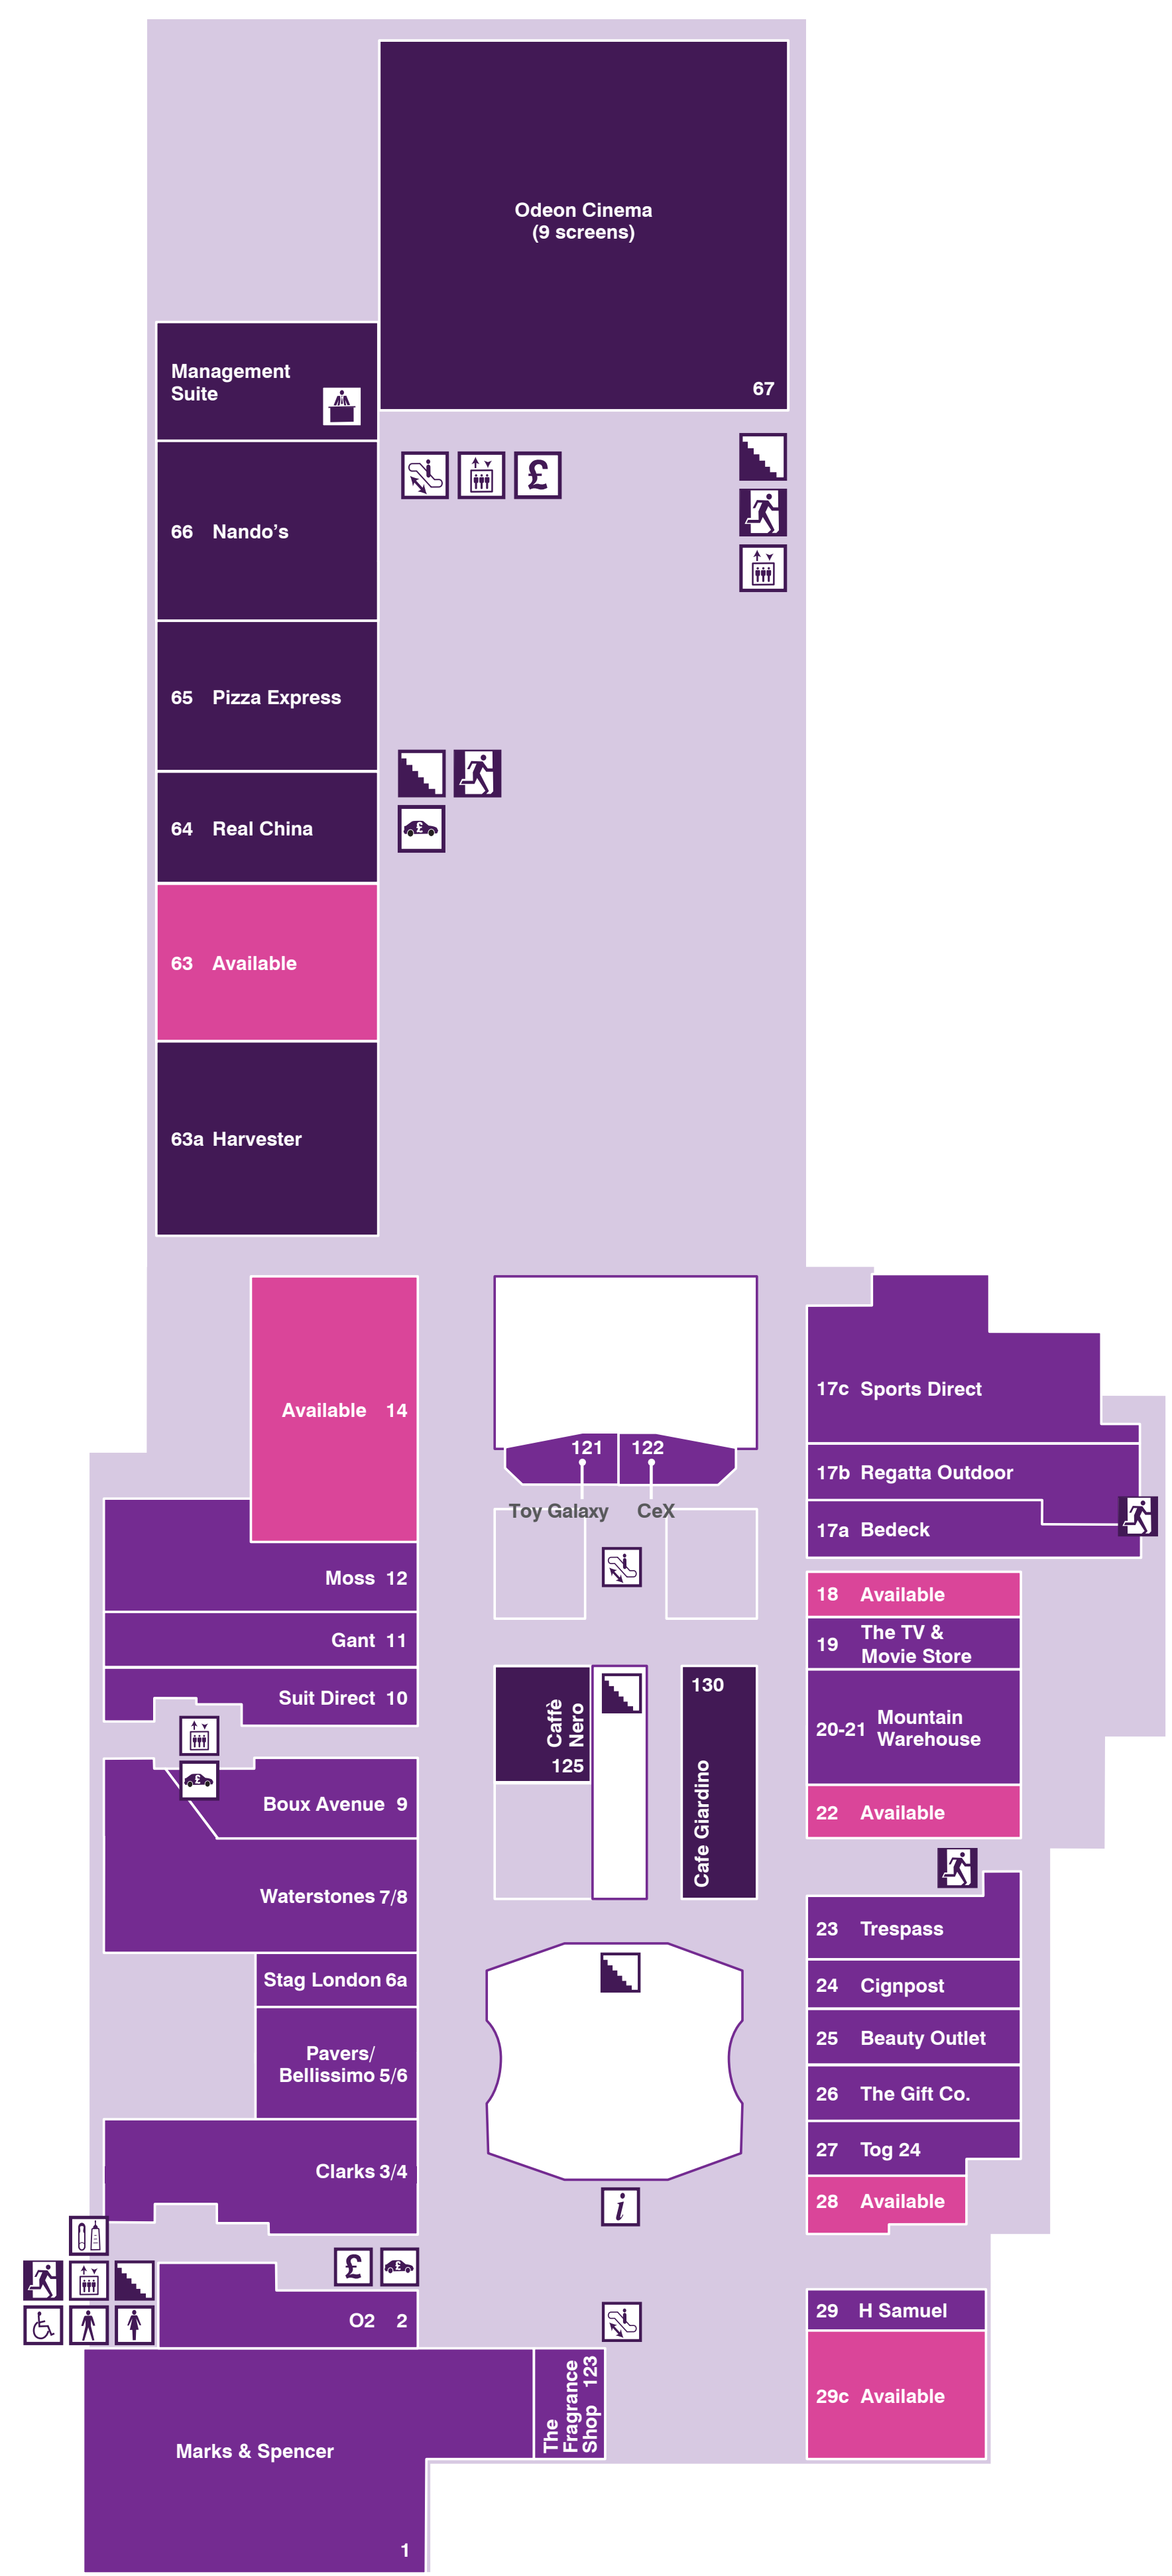 Odeon Cinema
(9 screens)
67
Management
Suite
£
66 Nando’s
65 Pizza Express
64 Real China
£
63 Available
63a Harvester
Available 14
121 122
Toy Galaxy CeX
17c Sports Direct
17b Regatta Outdoor
17a Bedeck
Moss 12
Gant 11
Suit Direct 10
18 Available
19 The TV &
Movie Store
20-21 Mountain
Warehouse
22 Available
Caffè
Nero
125
130
Cafe Giardino
£
Boux Avenue 9
Waterstones 7/8
Stag London 6a
Pavers/
Bellissimo 5/6
Clarks 3/4
23 Trespass
24 Cignpost
25 Beauty Outlet
26 The Gift Co.
27 Tog 24
28 Available
i
£ £
O2 2
29 H Samuel
29c Available
The
Fragrance
Shop 123
Marks & Spencer
1